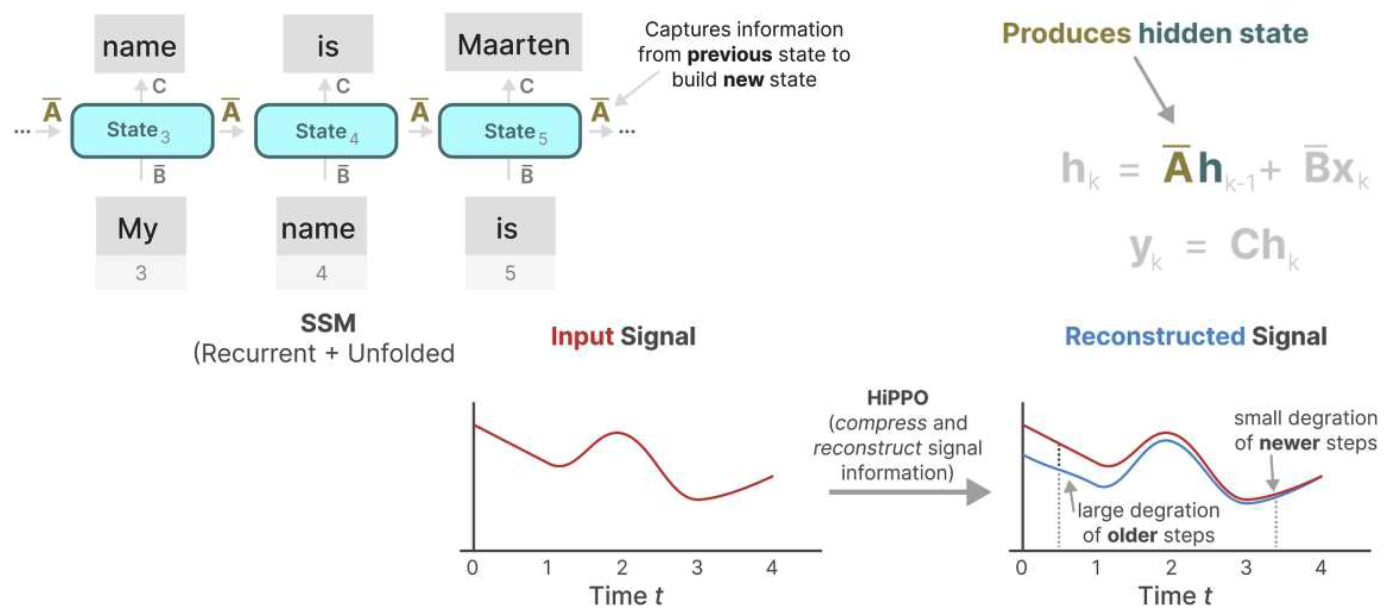 name
is
Maarten
Captures information
from previous state to
build new state
Produces hidden state
C
C
C
A̅
A̅
A̅
A̅
...
State₃
State₄
State₅
...
B̅
B̅
B̅
hₖ = A̅hₖ₋₁ + B̅xₖ
yₖ = Chₖ
My
name
is
3
4
5
SSM
(Recurrent + Unfolded
Input Signal
Reconstructed Signal
HiPPO
(compress and
reconstruct signal
information)
small degration
of newer steps
large degration
of older steps
0 1 2 3 4
Time t
0 1 2 3 4
Time t